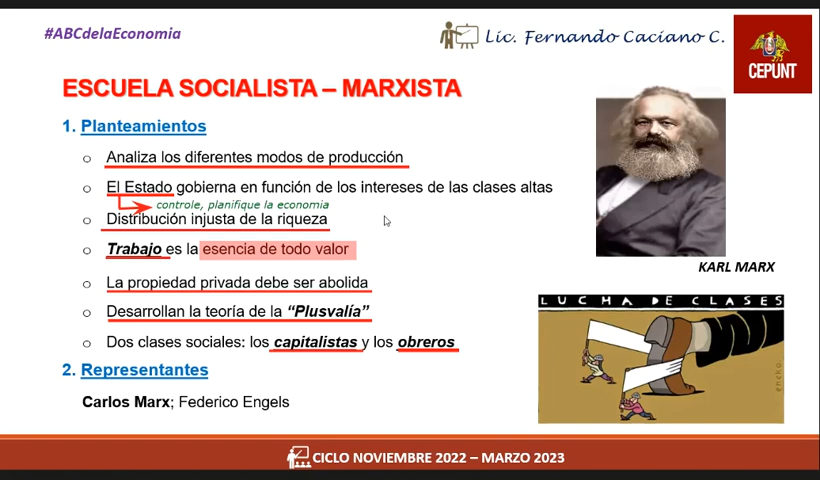 #ABCdelaEconomia
Lic. Fernando Caciano C.
CEPUNT
ESCUELA SOCIALISTA – MARXISTA
1. Planteamientos
o Analiza los diferentes modos de producción
o El Estado gobierna en función de los intereses de las clases altas
controle, planifique la economia
o Distribución injusta de la riqueza
o Trabajo es la esencia de todo valor
o La propiedad privada debe ser abolida
o Desarrollan la teoría de la “Plusvalía”
o Dos clases sociales: los capitalistas y los obreros
2. Representantes
Carlos Marx; Federico Engels
KARL MARX
LUCHA DE CLASES
eneko.
CICLO NOVIEMBRE 2022 – MARZO 2023